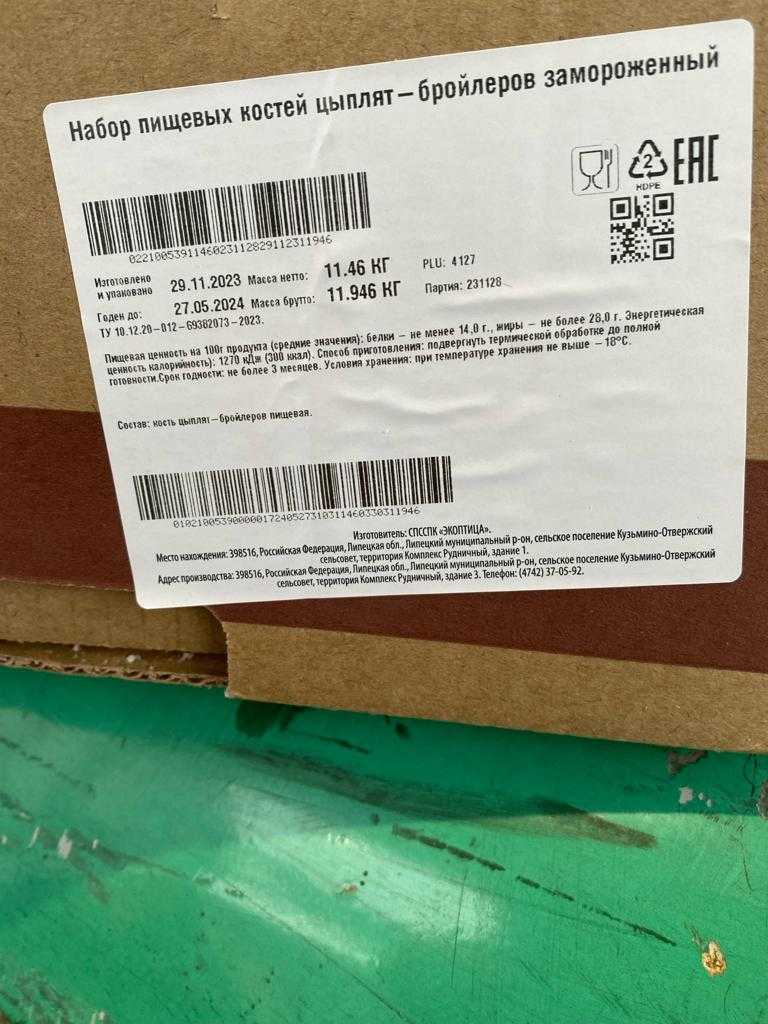 Набор пищевых костей цыплят-бройлеров замороженный
2
HDPE
EAC
02210053911460231128291123​11946
Изготовлено и упаковано 29.11.2023 Масса нетто: 11.46 КГ PLU: 4127
Годен до: 27.05.2024 Масса брутто: 11.946 КГ Партия: 231128
ТУ 10.12.20-012-69382073-2023.
Пищевая ценность на 100г продукта (средние значения): белки - не менее 14,0 г., жиры - не более 28,0 г. Энергетическая
ценность калорийность): 1270 кДж (300 ккал). Способ приготовления: подвергнуть термической обработке до полной
готовности.Срок годности: не более 3 месяцев. Условия хранения: при температуре хранения не выше -18°C.
Состав: кость цыплят-бройлеров пищевая.
01021005390000017240527310311460330311946
Изготовитель: СПССПК «ЭКОПТИЦА».
Место нахождения: 398516, Российская Федерация, Липецкая обл., Липецкий муниципальный р-он, сельское поселение Кузьмино-Отвержский
сельсовет, территория Комплекс Рудничный, здание 1.
Адрес производства: 398516, Российская Федерация, Липецкая обл., Липецкий муниципальный р-он, сельское поселение Кузьмино-Отвержский
сельсовет, территория Комплекс Рудничный, здание 3. Телефон: (4742) 37-05-92.